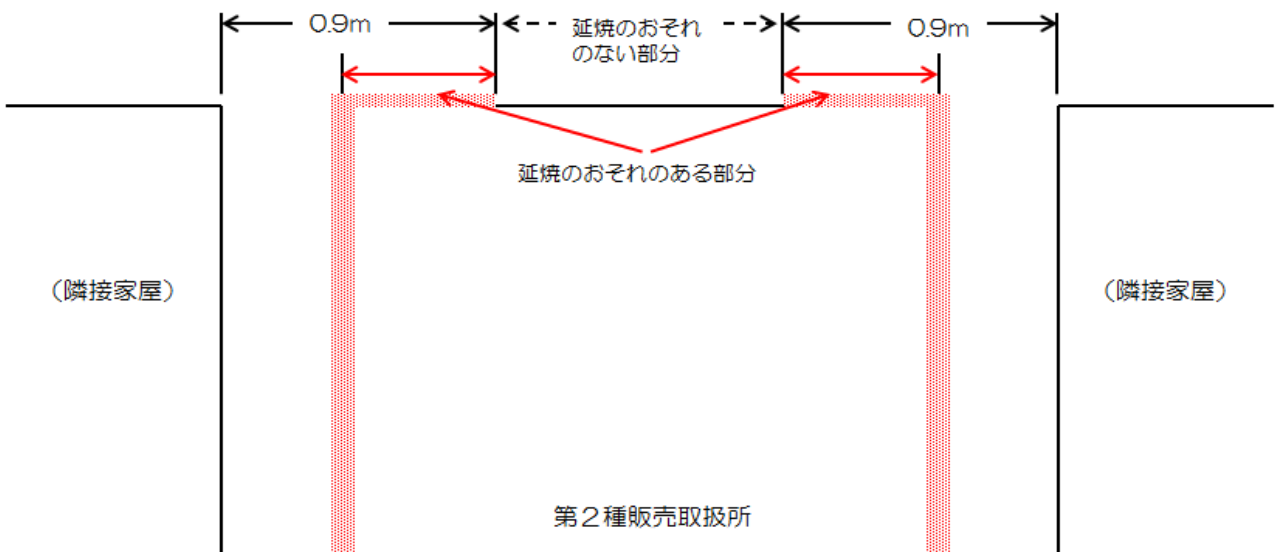 0.9m
延焼のおそれ
のない部分
0.9m
延焼のおそれのある部分
（隣接家屋）
（隣接家屋）
第２種販売取扱所